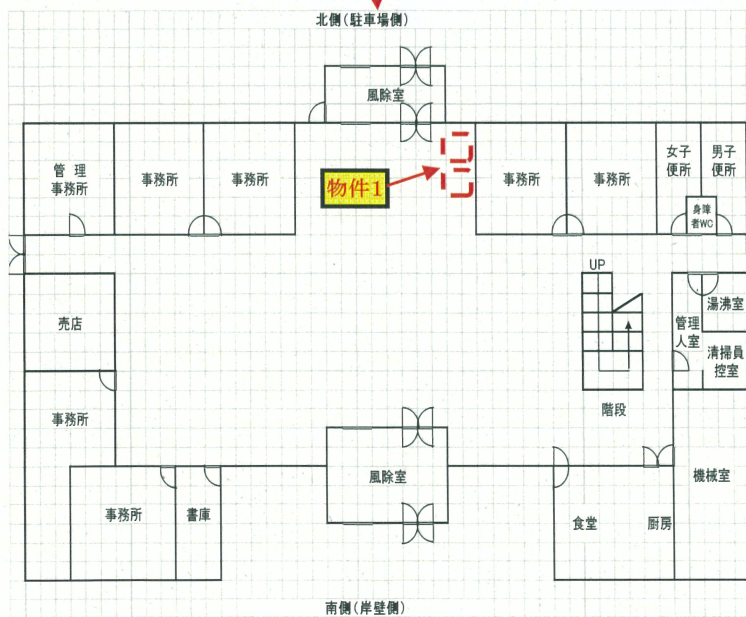 北側(駐車場側)
風除室
管 理
事務所
事務所
事務所
物件1
事務所
事務所
女子
便所
男子
便所
身障
者WC
UP
売店
管理
人室
湯沸室
清掃員
控室
事務所
階段
事務所
書庫
風除室
食堂
厨房
機械室
南側(岸壁側)